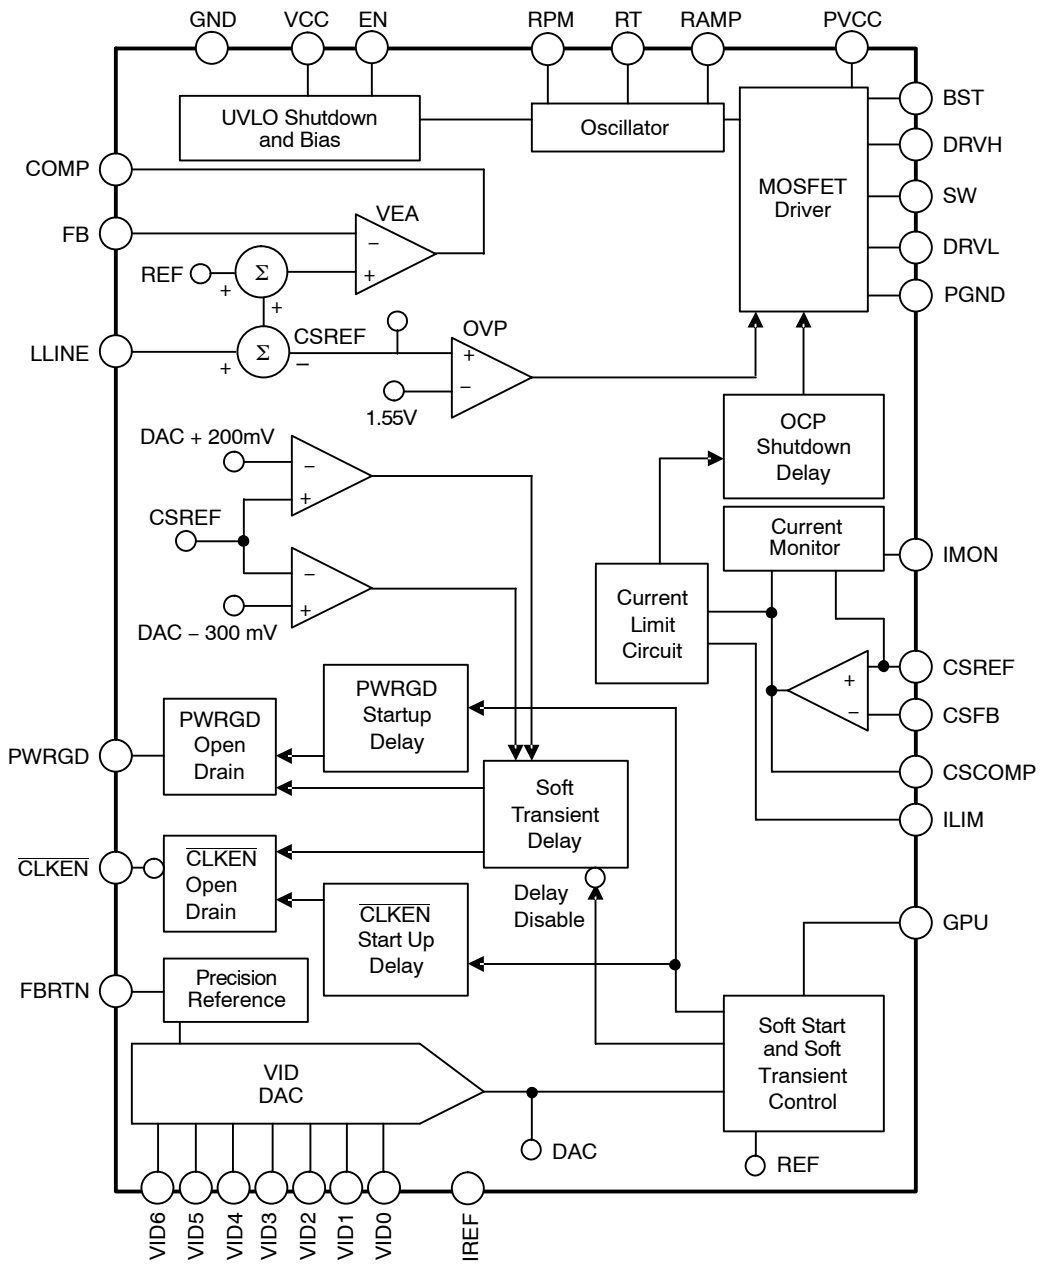 GND
VCC
EN
RPM
RT
RAMP
PVCC
UVLO Shutdown
and Bias
Oscillator
MOSFET
Driver
BST
DRVH
SW
DRVL
PGND
COMP
FB
VEA
−
+
REF
+
Σ
+
LLINE
+
Σ
−
CSREF
OVP
+
−
1.55V
OCP
Shutdown
Delay
DAC + 200mV
−
+
CSREF
−
+
DAC − 300 mV
Current
Monitor
IMON
Current
Limit
Circuit
+
−
CSREF
CSFB
CSCOMP
ILIM
PWRGD
PWRGD
Open
Drain
PWRGD
Startup
Delay
Soft
Transient
Delay
CLKEN
CLKEN
Open
Drain
Delay
Disable
CLKEN
Start Up
Delay
GPU
FBRTN
Precision
Reference
Soft Start
and Soft
Transient
Control
VID
DAC
DAC
REF
VID6
VID5
VID4
VID3
VID2
VID1
VID0
IREF